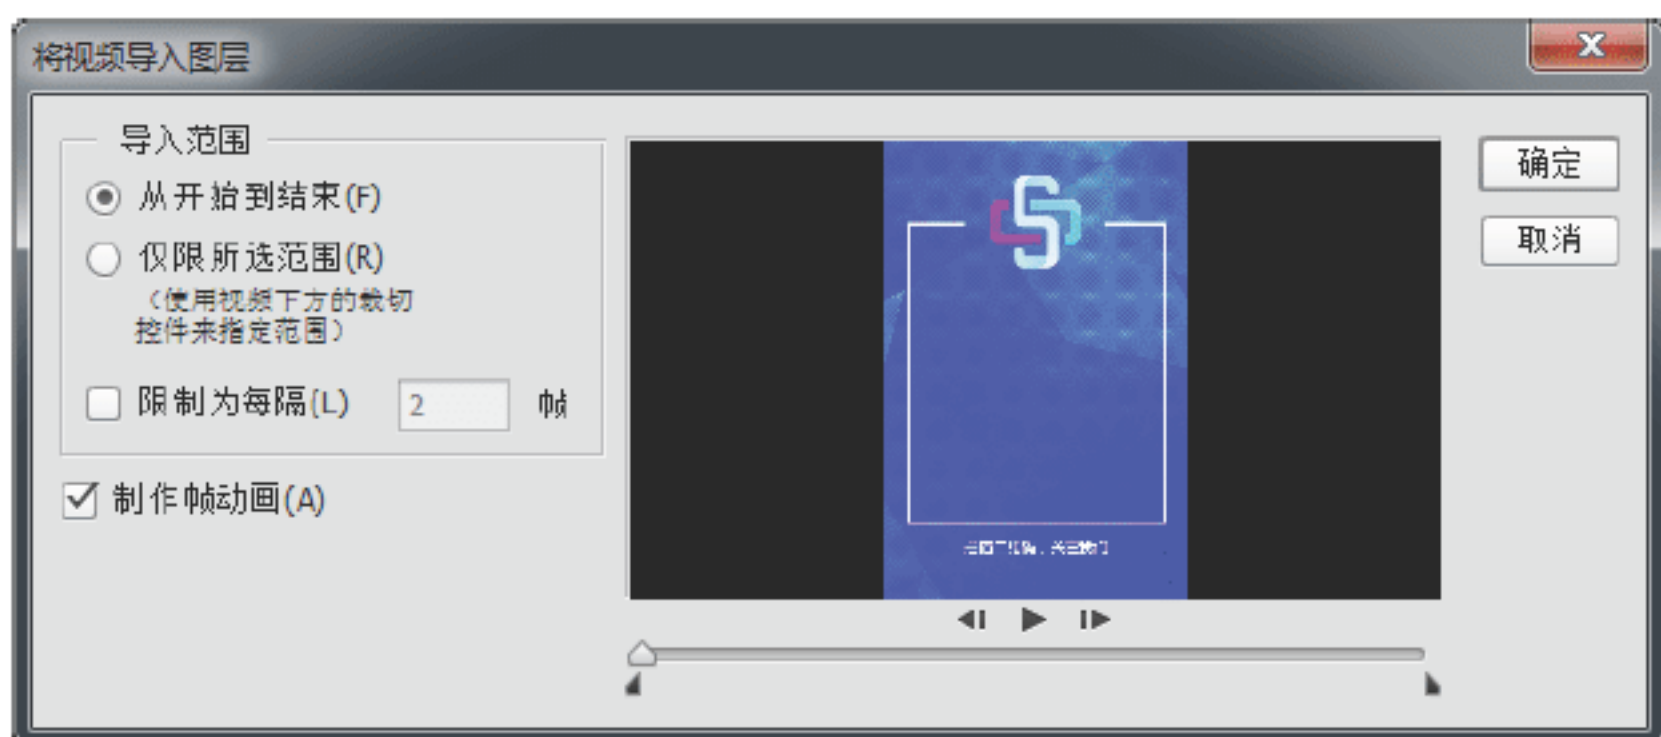 将视频导入图层
导入范围
从开始到结束(F)
仅限所选范围(R)
（使用视频下方的裁切
控件来指定范围）
限制为每隔(L) 2 帧
制作帧动画(A)
确定
取消